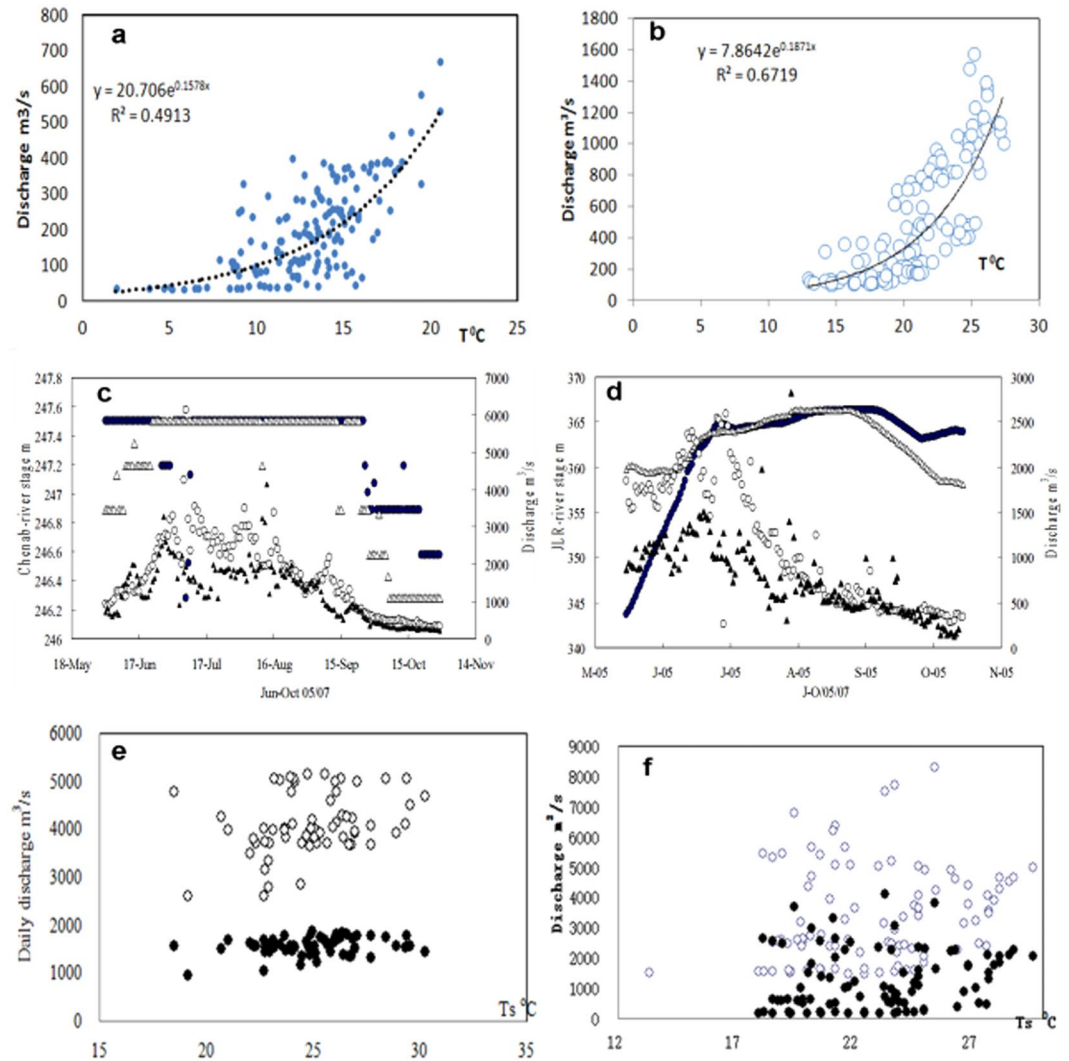 a
800
700
600
500
400
300
200
100
0
Discharge m3/s
y = 20.706e^0.1578x
R² = 0.4913
0 5 10 15 20 25
T⁰C
b
1800
1600
1400
1200
1000
800
600
400
200
0
Discharge m³/s
y = 7.8642e^0.1871x
R² = 0.6719
T⁰C
0 5 10 15 20 25 30
c
247.8
247.6
247.4
247.2
247
246.8
246.6
246.4
246.2
246
Chenab-river stage m
7000
6000
5000
4000
3000
2000
1000
0
Discharge m³/s
18-May 17-Jun 17-Jul 16-Aug 15-Sep 15-Oct 14-Nov
Jun-Oct 05/07
d
370
365
360
355
350
345
340
JLR-river stage m
3000
2500
2000
1500
1000
500
0
Discharge m³/s
M-05 J-05 J-05 A-05 S-05 O-05 N-05
J-O/05/07
e
6000
5000
4000
3000
2000
1000
0
Daily discharge m³/s
Ts ⁰C
15 20 25 30 35
f
9000
8000
7000
6000
5000
4000
3000
2000
1000
0
Discharge m³/s
Ts ⁰C
12 17 22 27